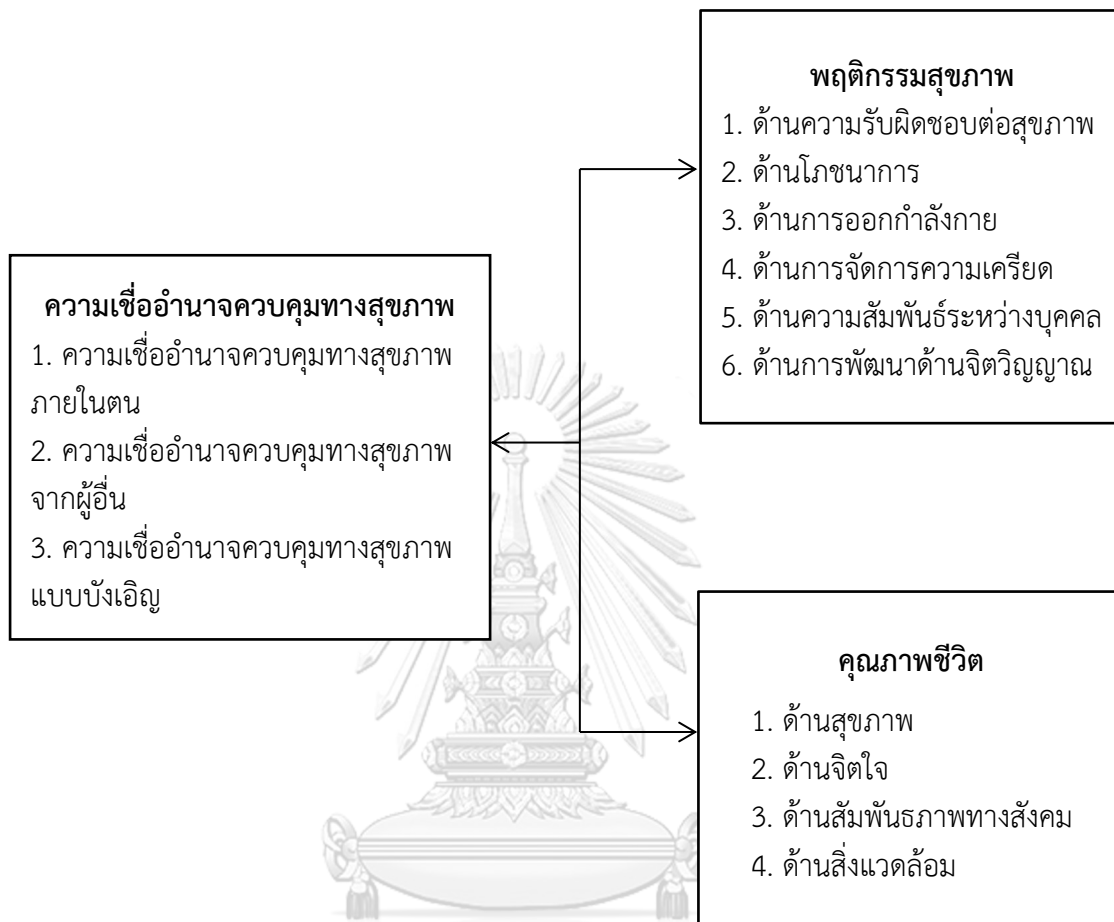 พฤติกรรมสุขภาพ
1. ด้านความรับผิดชอบต่อสุขภาพ
2. ด้านโภชนาการ
3. ด้านการออกกำลังกาย
4. ด้านการจัดการความเครียด
5. ด้านความสัมพันธ์ระหว่างบุคคล
6. ด้านการพัฒนาด้านจิตวิญญาณ
ความเชื่ออำนาจควบคุมทางสุขภาพ
1. ความเชื่ออำนาจควบคุมทางสุขภาพ
ภายในตน
2. ความเชื่ออำนาจควบคุมทางสุขภาพ
จากผู้อื่น
3. ความเชื่ออำนาจควบคุมทางสุขภาพ
แบบบังเอิญ
คุณภาพชีวิต
1. ด้านสุขภาพ
2. ด้านจิตใจ
3. ด้านสัมพันธภาพทางสังคม
4. ด้านสิ่งแวดล้อม